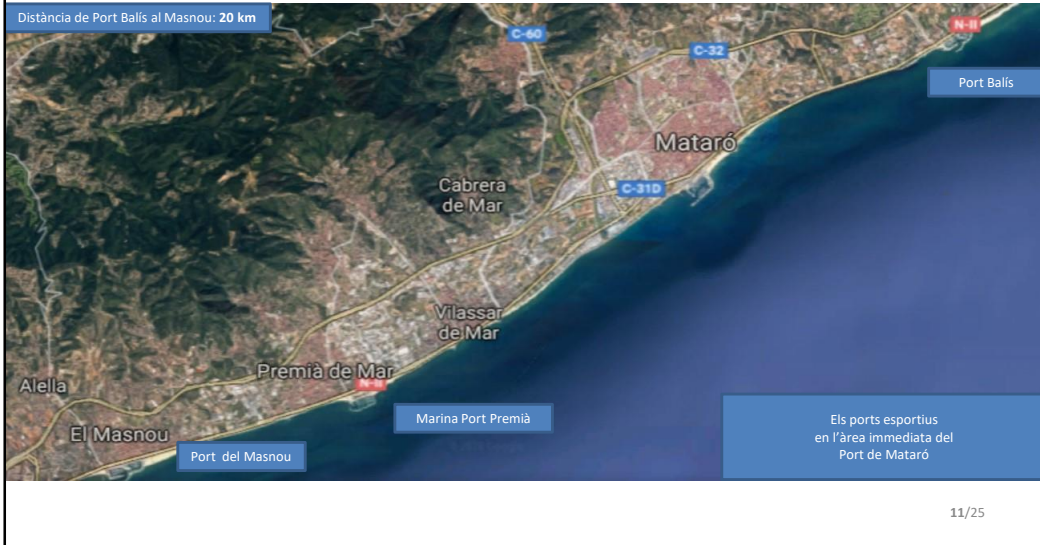 Distància de Port Balís al Masnou: 20 km
N-II
C-60
C-32
Port Balís
Mataró
Cabrera
de Mar
C-31D
Vilassar
de Mar
Premià de Mar
N-II
Alella
Marina Port Premià
El Masnou
Port del Masnou
Els ports esportius
en l'àrea immediata del
Port de Mataró
11/25